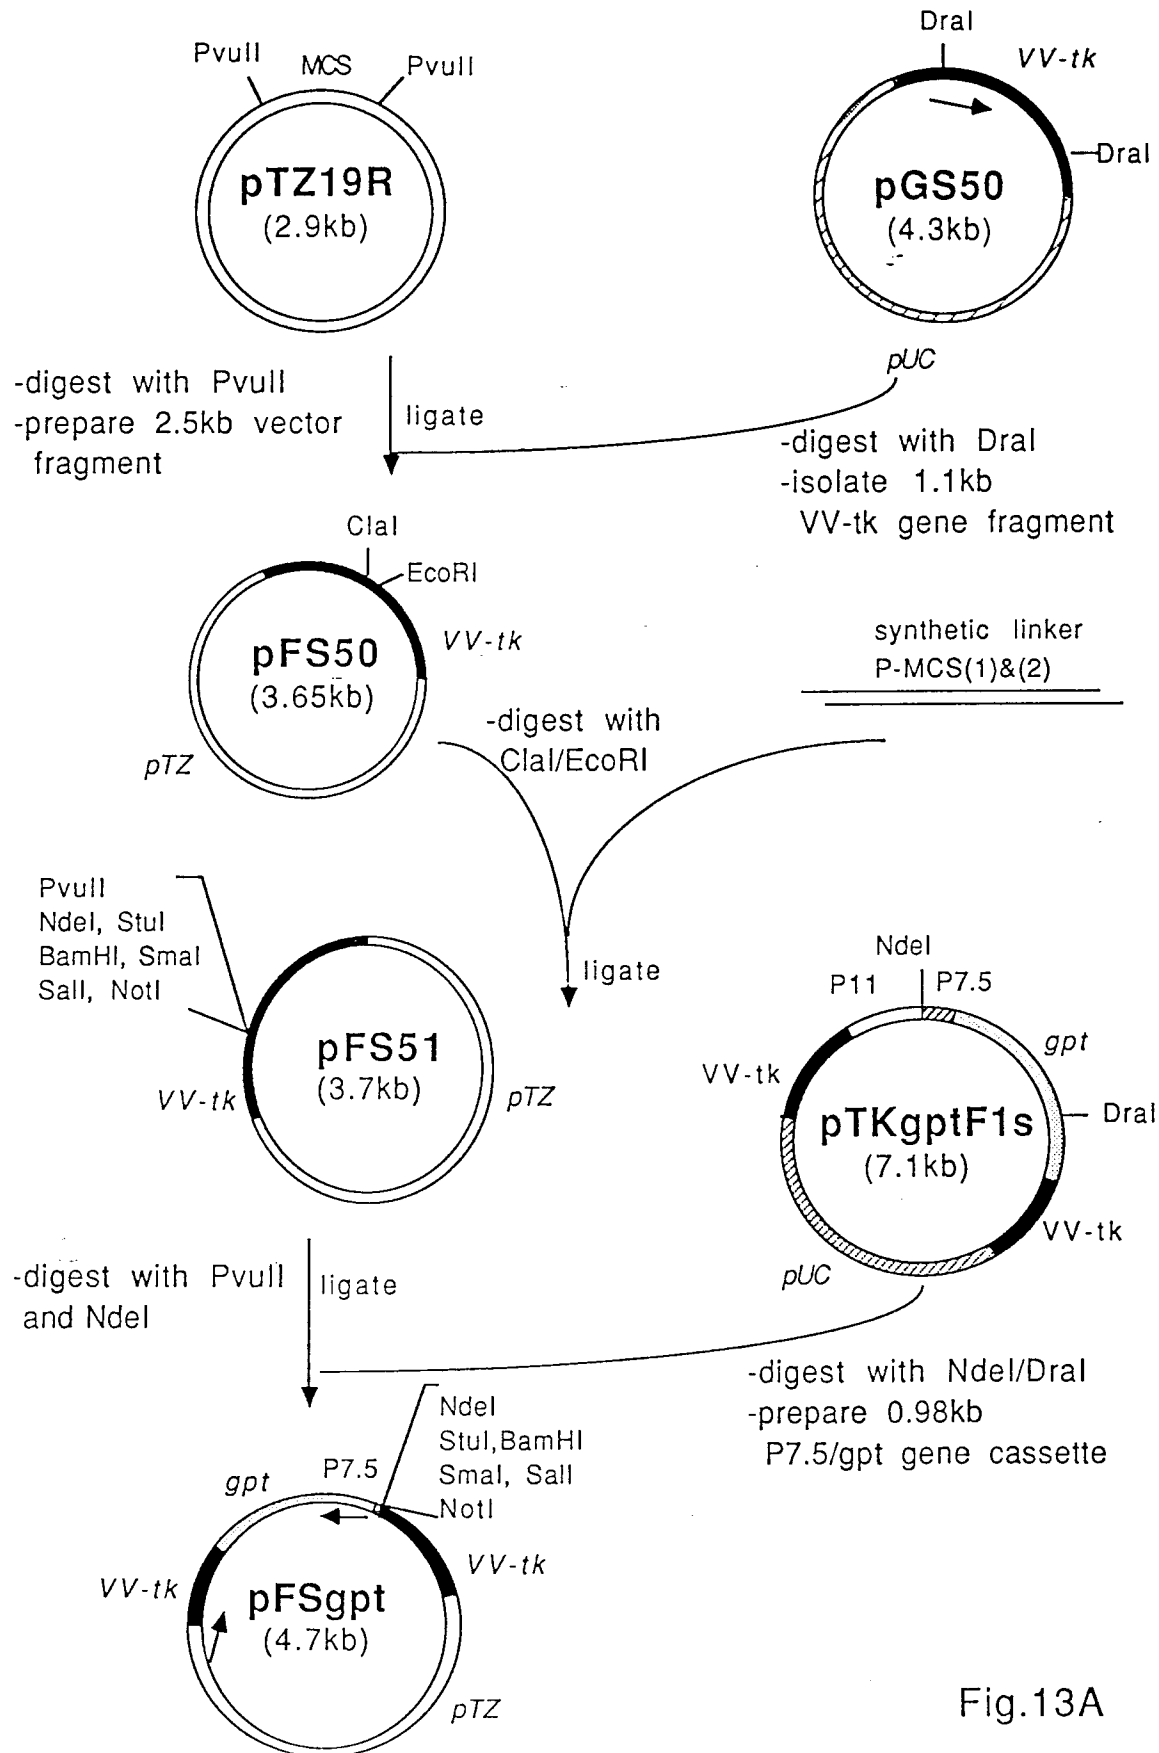 PvuII
MCS
PvuII
pTZ19R
(2.9kb)
DraI
VV-tk
DraI
pGS50
(4.3kb)
pUC
-digest with PvuII
-prepare 2.5kb vector
fragment
ligate
-digest with DraI
-isolate 1.1kb
VV-tk gene fragment
ClaI
EcoRI
VV-tk
pFS50
(3.65kb)
pTZ
-digest with
ClaI/EcoRI
synthetic linker
P-MCS(1)&(2)
ligate
PvuII
NdeI, StuI
BamHI, SmaI
SalI, NotI
pFS51
(3.7kb)
VV-tk
pTZ
NdeI
P11
P7.5
gpt
VV-tk
DraI
pTKgptF1s
(7.1kb)
VV-tk
pUC
-digest with PvuII
and NdeI
ligate
-digest with NdeI/DraI
-prepare 0.98kb
P7.5/gpt gene cassette
NdeI
StuI,BamHI
SmaI, SalI
NotI
gpt
P7.5
VV-tk
VV-tk
pFSgpt
(4.7kb)
pTZ
Fig.13A